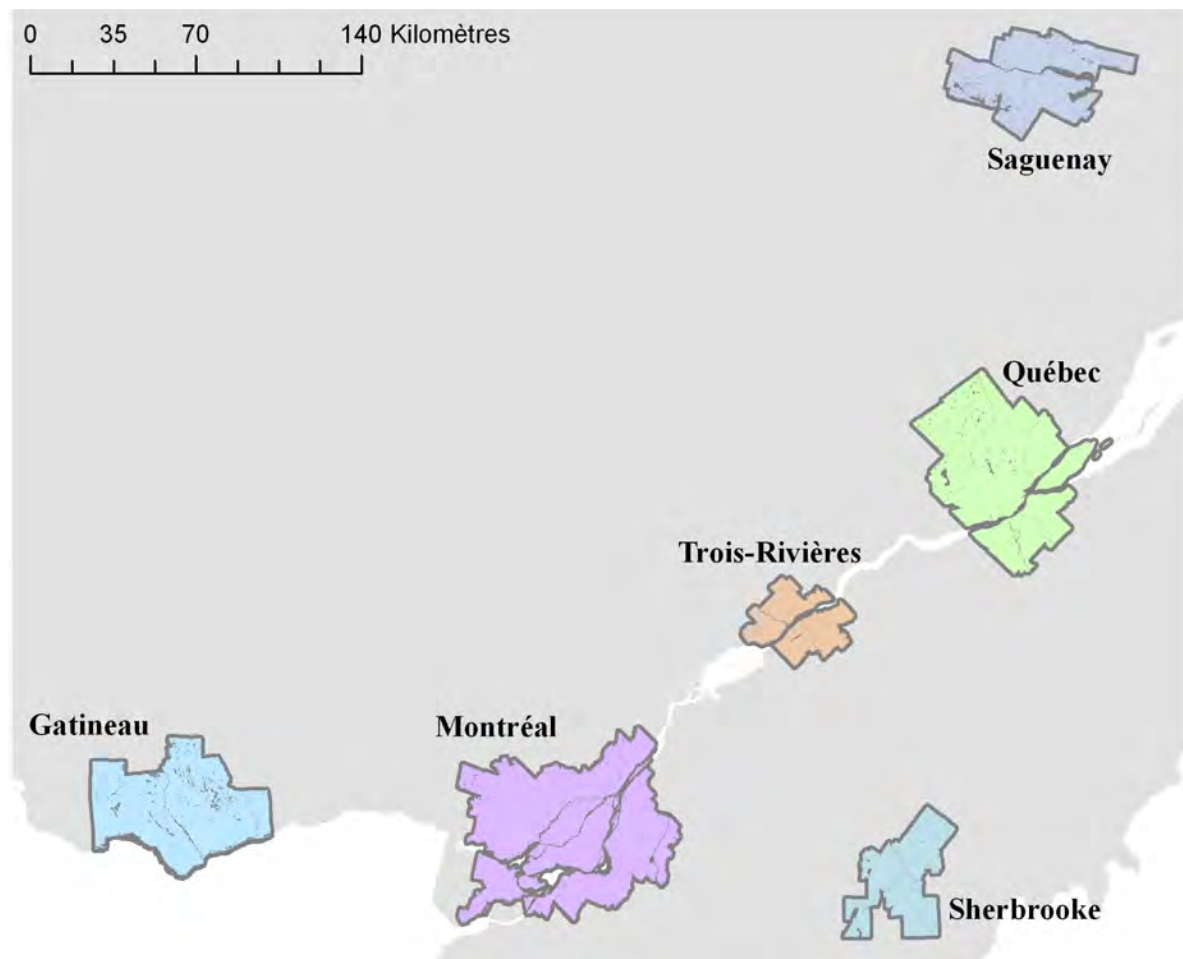 0 35 70 140 Kilomètres
Saguenay
Québec
Trois-Rivières
Gatineau
Montréal
Sherbrooke